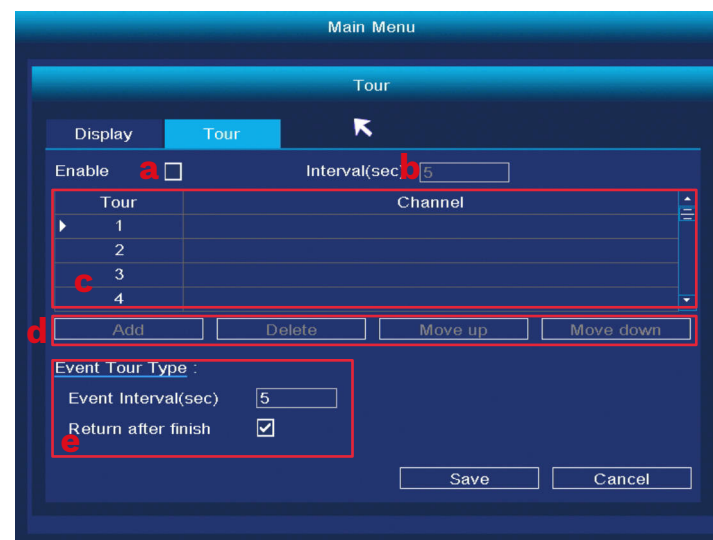 Main Menu
Tour
Display Tour
Enable a Interval(sec) b 5
Tour Channel
1
2
c 3
4
d Add Delete Move up Move down
Event Tour Type :
Event Interval(sec) 5
Return after finish
e
Save Cancel